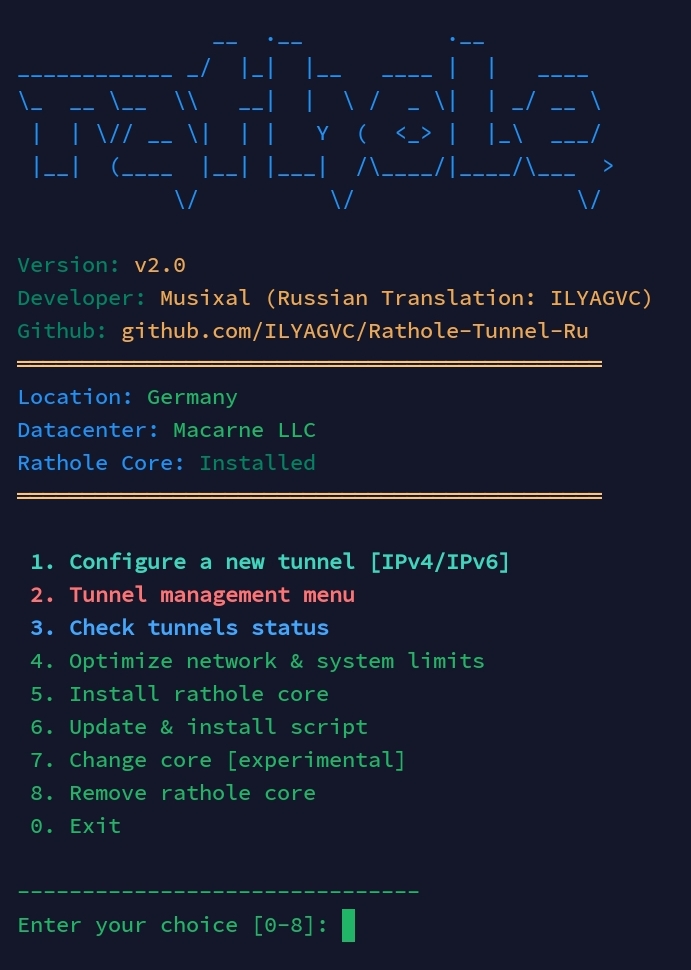 __  .__           .__
____________ _/  |_|  |__   ____ |  |   ____
\_  __ \__  \\   __|  |  \ /  _ \|  | _/ __ \
 |  | \// __ \|  | |   Y  (  <_> |  |_\  ___/
 |__|  (____  |__| |___|  /\____/|____/\___  >
            \/          \/                 \/
Version: v2.0
Developer: Musixal (Russian Translation: ILYAGVC)
Github: github.com/ILYAGVC/Rathole-Tunnel-Ru
══════════════════════════════════════════════
Location: Germany
Datacenter: Macarne LLC
Rathole Core: Installed
══════════════════════════════════════════════
1. Configure a new tunnel [IPv4/IPv6]
2. Tunnel management menu
3. Check tunnels status
4. Optimize network & system limits
5. Install rathole core
6. Update & install script
7. Change core [experimental]
8. Remove rathole core
0. Exit
-------------------------------
Enter your choice [0-8]: